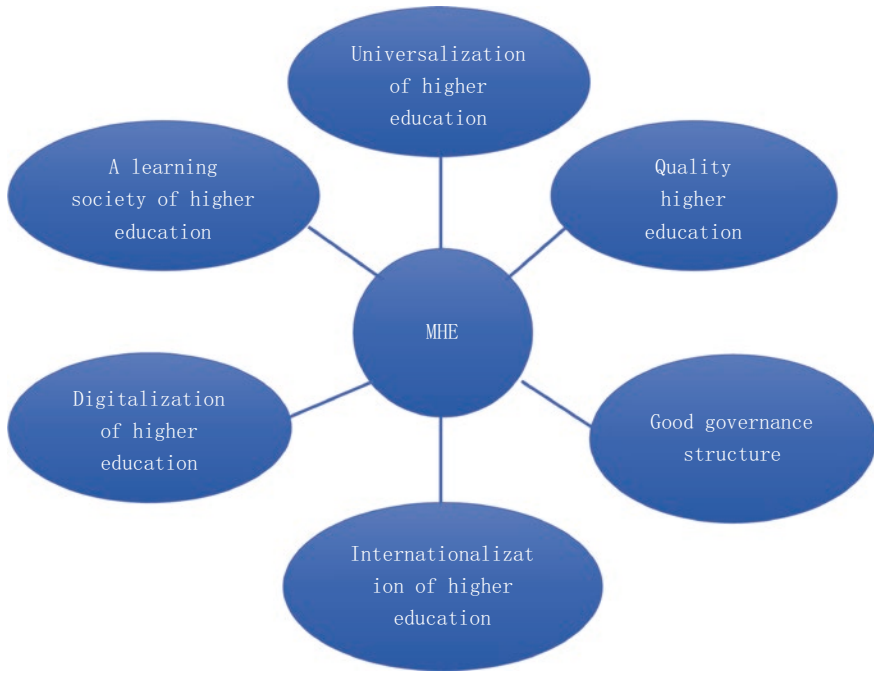 Universalization
of higher
education
A learning
society of higher
education
Quality
higher
education
MHE
Digitalization
of higher
education
Good governance
structure
Internationalizat
ion of higher
education